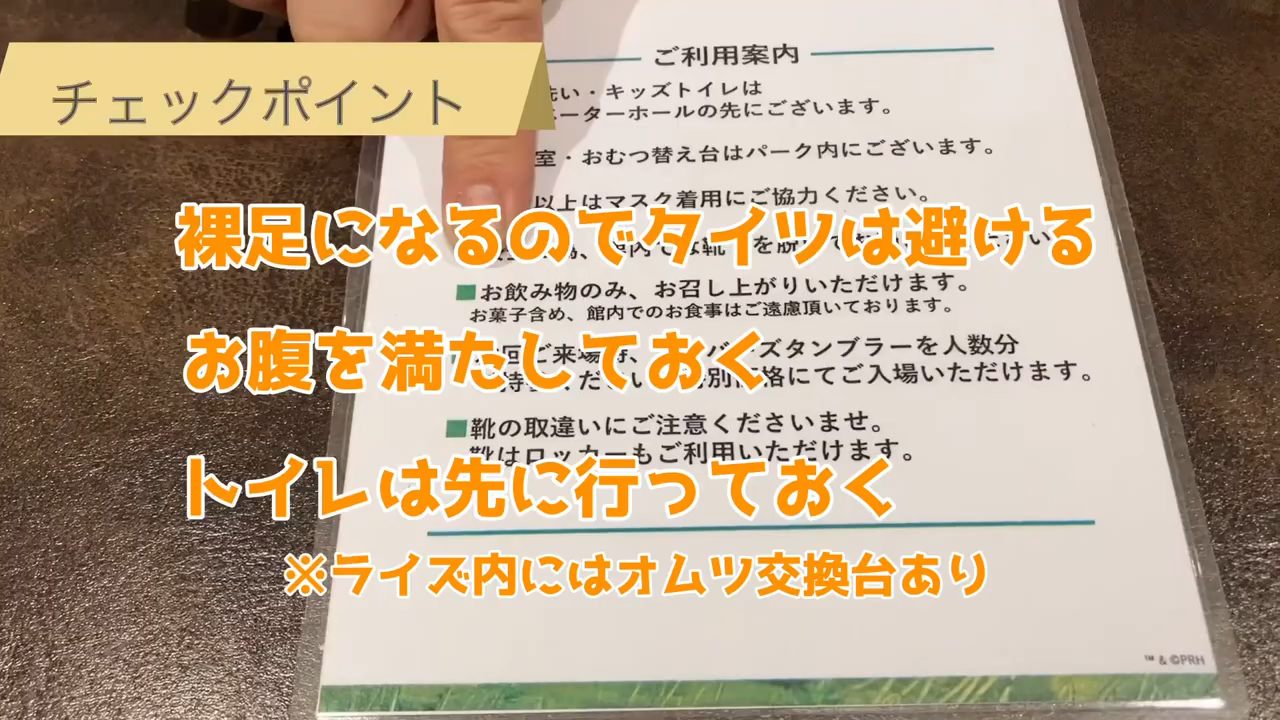 チェックポイント
ご利用案内
洗い・キッズトイレは
ーターホールの先にございます。
室・おむつ替え台はパーク内にございます。
以上はマスク着用にご協力ください。
裸足になるのでタイツは避ける
■お飲み物のみ、お召し上がりいただけます。
お菓子含め、館内でのお食事はご遠慮頂いております。
お腹を満たしておく
タンブラーを人数分
にてご入場いただけます。
■靴の取違いにご注意くださいませ。
靴はロッカーもご利用いただけます。
トイレは先に行っておく
※ライズ内にはオムツ交換台あり
™ & ©PRH